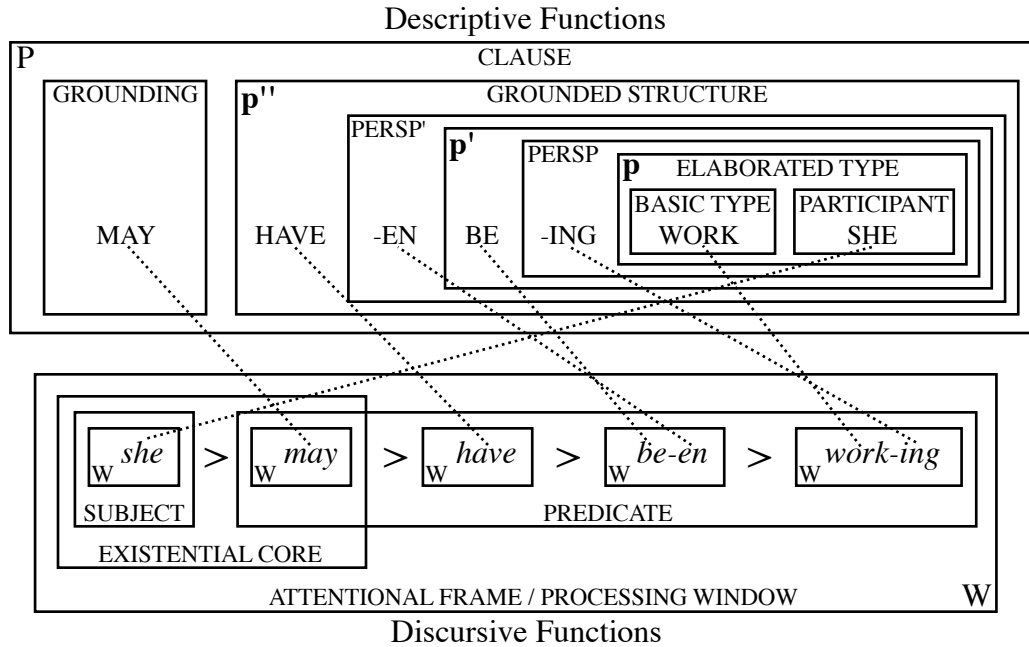 Descriptive Functions
P CLAUSE
GROUNDING p'' GROUNDED STRUCTURE
PERSP' p' PERSP p ELABORATED TYPE
BASIC TYPE PARTICIPANT
MAY HAVE -EN BE -ING WORK SHE
W she > W may > W have > W be-en > W work-ing
SUBJECT PREDICATE
EXISTENTIAL CORE
ATTENTIONAL FRAME / PROCESSING WINDOW W
Discursive Functions